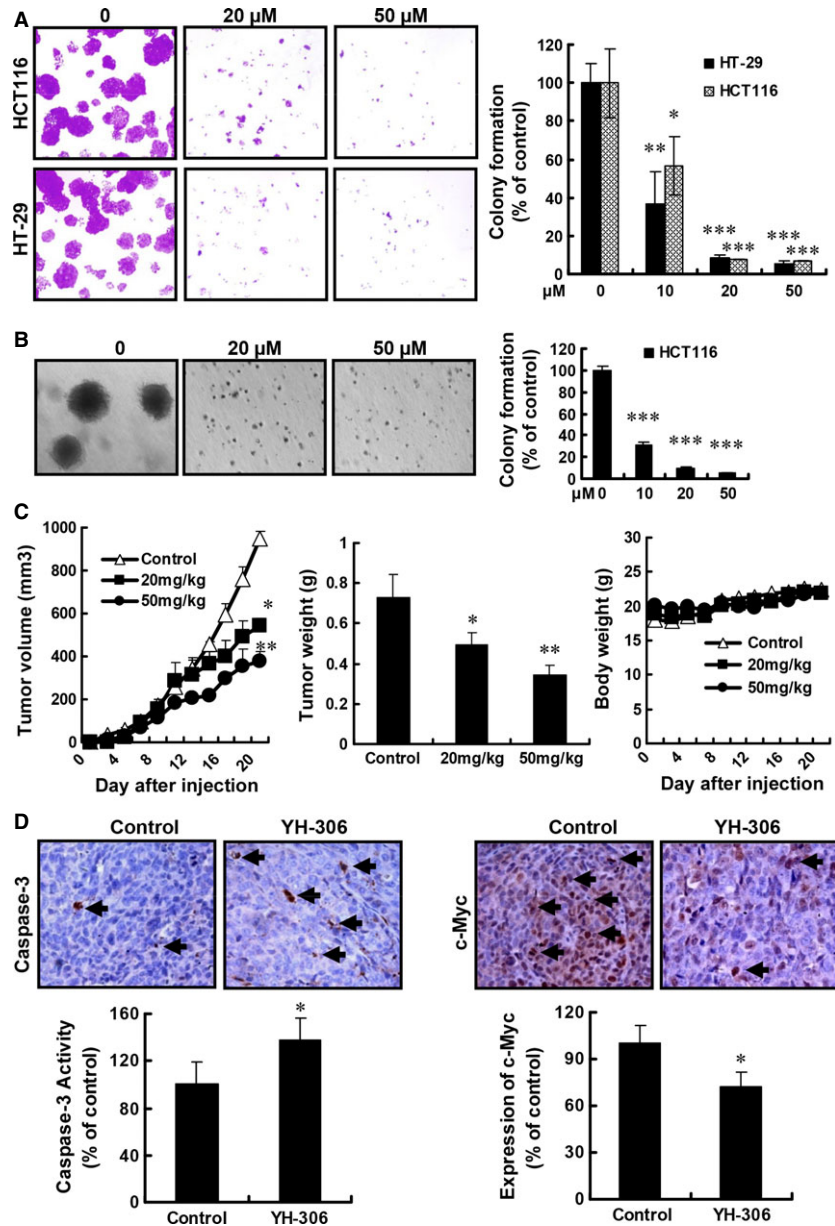 A
0 20 μM 50 μM
HCT116
HT-29
Colony formation
(% of control)
120
100
80
60
40
20
0
HT-29
HCT116
** *
*** ***
*** ***
μM 0 10 20 50
B
0 20 μM 50 μM
Colony formation
(% of control)
120
100
80
60
40
20
0
HCT116
*** *** ***
μM 0 10 20 50
C
Tumor volume (mm3)
1000
800
600
400
200
0
Control
20mg/kg
50mg/kg
*
**
0 4 8 12 16 20
Day after injection
Tumor weight (g)
1
0.8
0.6
0.4
0.2
0
*
**
Control 20mg/kg 50mg/kg
Body weight (g)
30
25
20
15
10
5
0
Control
20mg/kg
50mg/kg
0 4 8 12 16 20
Day after injection
D
Control YH-306
Caspase-3
Caspase-3 Activity
(% of control)
160
120
80
40
0
*
Control YH-306
Control YH-306
c-Myc
Expression of c-Myc
(% of control)
120
90
60
30
0
*
Control YH-306